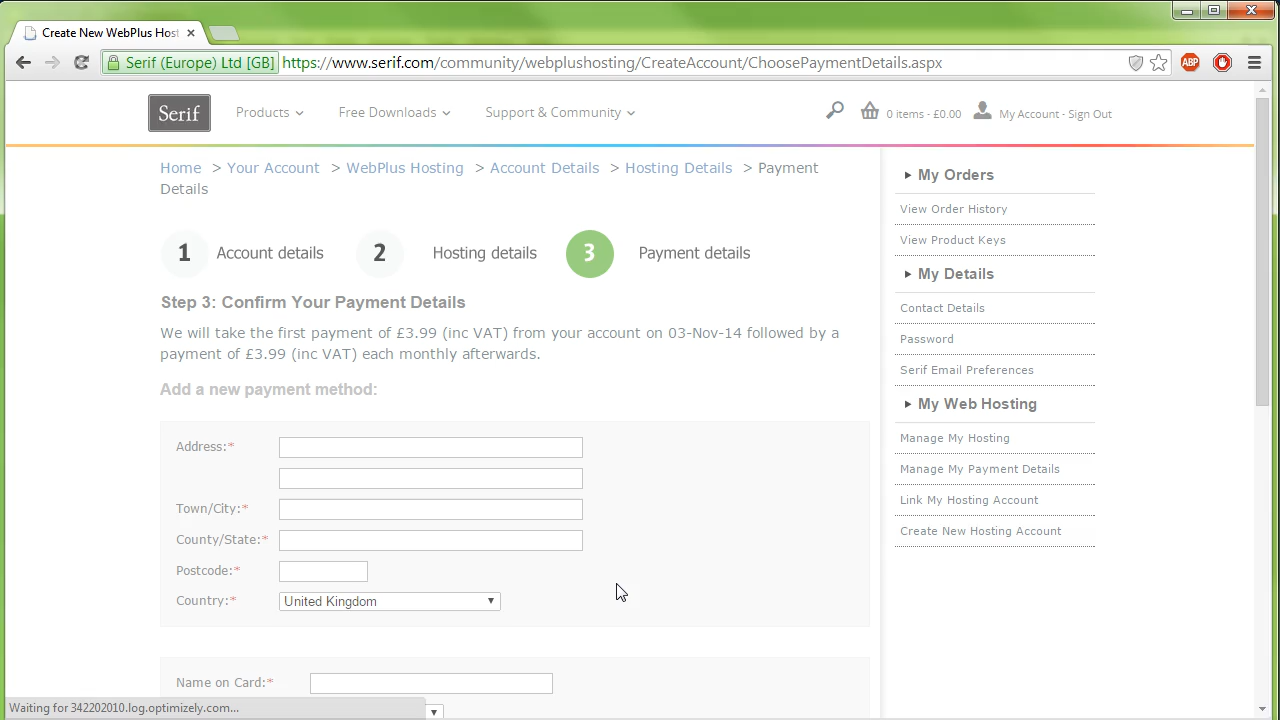 Create New WebPlus Host
Serif (Europe) Ltd [GB] https://www.serif.com/community/webplushosting/CreateAccount/ChoosePaymentDetails.aspx
ABP
Serif Products Free Downloads Support & Community 0 items - £0.00 My Account - Sign Out
Home > Your Account > WebPlus Hosting > Account Details > Hosting Details > Payment
Details
1 Account details 2 Hosting details 3 Payment details
Step 3: Confirm Your Payment Details
We will take the first payment of £3.99 (inc VAT) from your account on 03-Nov-14 followed by a
payment of £3.99 (inc VAT) each monthly afterwards.
Add a new payment method:
Address:*
Town/City:*
County/State:*
Postcode:*
Country:* United Kingdom
Name on Card:*
My Orders
View Order History
View Product Keys
My Details
Contact Details
Password
Serif Email Preferences
My Web Hosting
Manage My Hosting
Manage My Payment Details
Link My Hosting Account
Create New Hosting Account
Waiting for 342202010.log.optimizely.com...